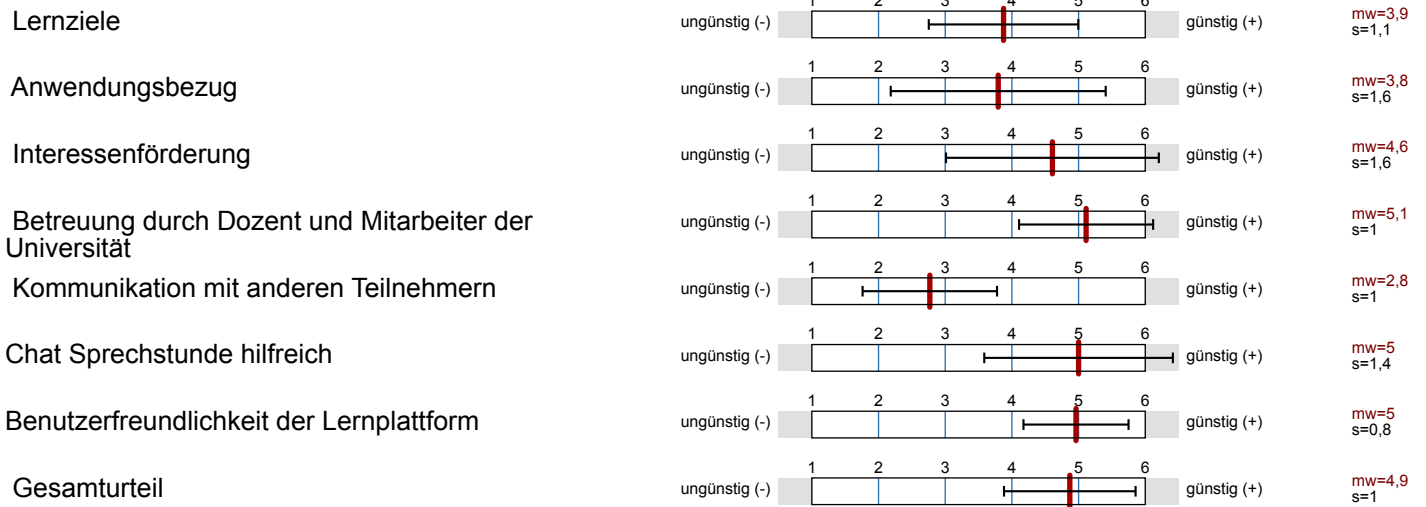 1 2 3 4 5 6
Lernziele ungünstig (-) günstig (+) mw=3,9
s=1,1
1 2 3 4 5 6
Anwendungsbezug ungünstig (-) günstig (+) mw=3,8
s=1,6
1 2 3 4 5 6
Interessenförderung ungünstig (-) günstig (+) mw=4,6
s=1,6
1 2 3 4 5 6
Betreuung durch Dozent und Mitarbeiter der ungünstig (-) günstig (+) mw=5,1
Universität s=1
1 2 3 4 5 6
Kommunikation mit anderen Teilnehmern ungünstig (-) günstig (+) mw=2,8
s=1
1 2 3 4 5 6
Chat Sprechstunde hilfreich ungünstig (-) günstig (+) mw=5
s=1,4
1 2 3 4 5 6
Benutzerfreundlichkeit der Lernplattform ungünstig (-) günstig (+) mw=5
s=0,8
1 2 3 4 5 6
Gesamturteil ungünstig (-) günstig (+) mw=4,9
s=1